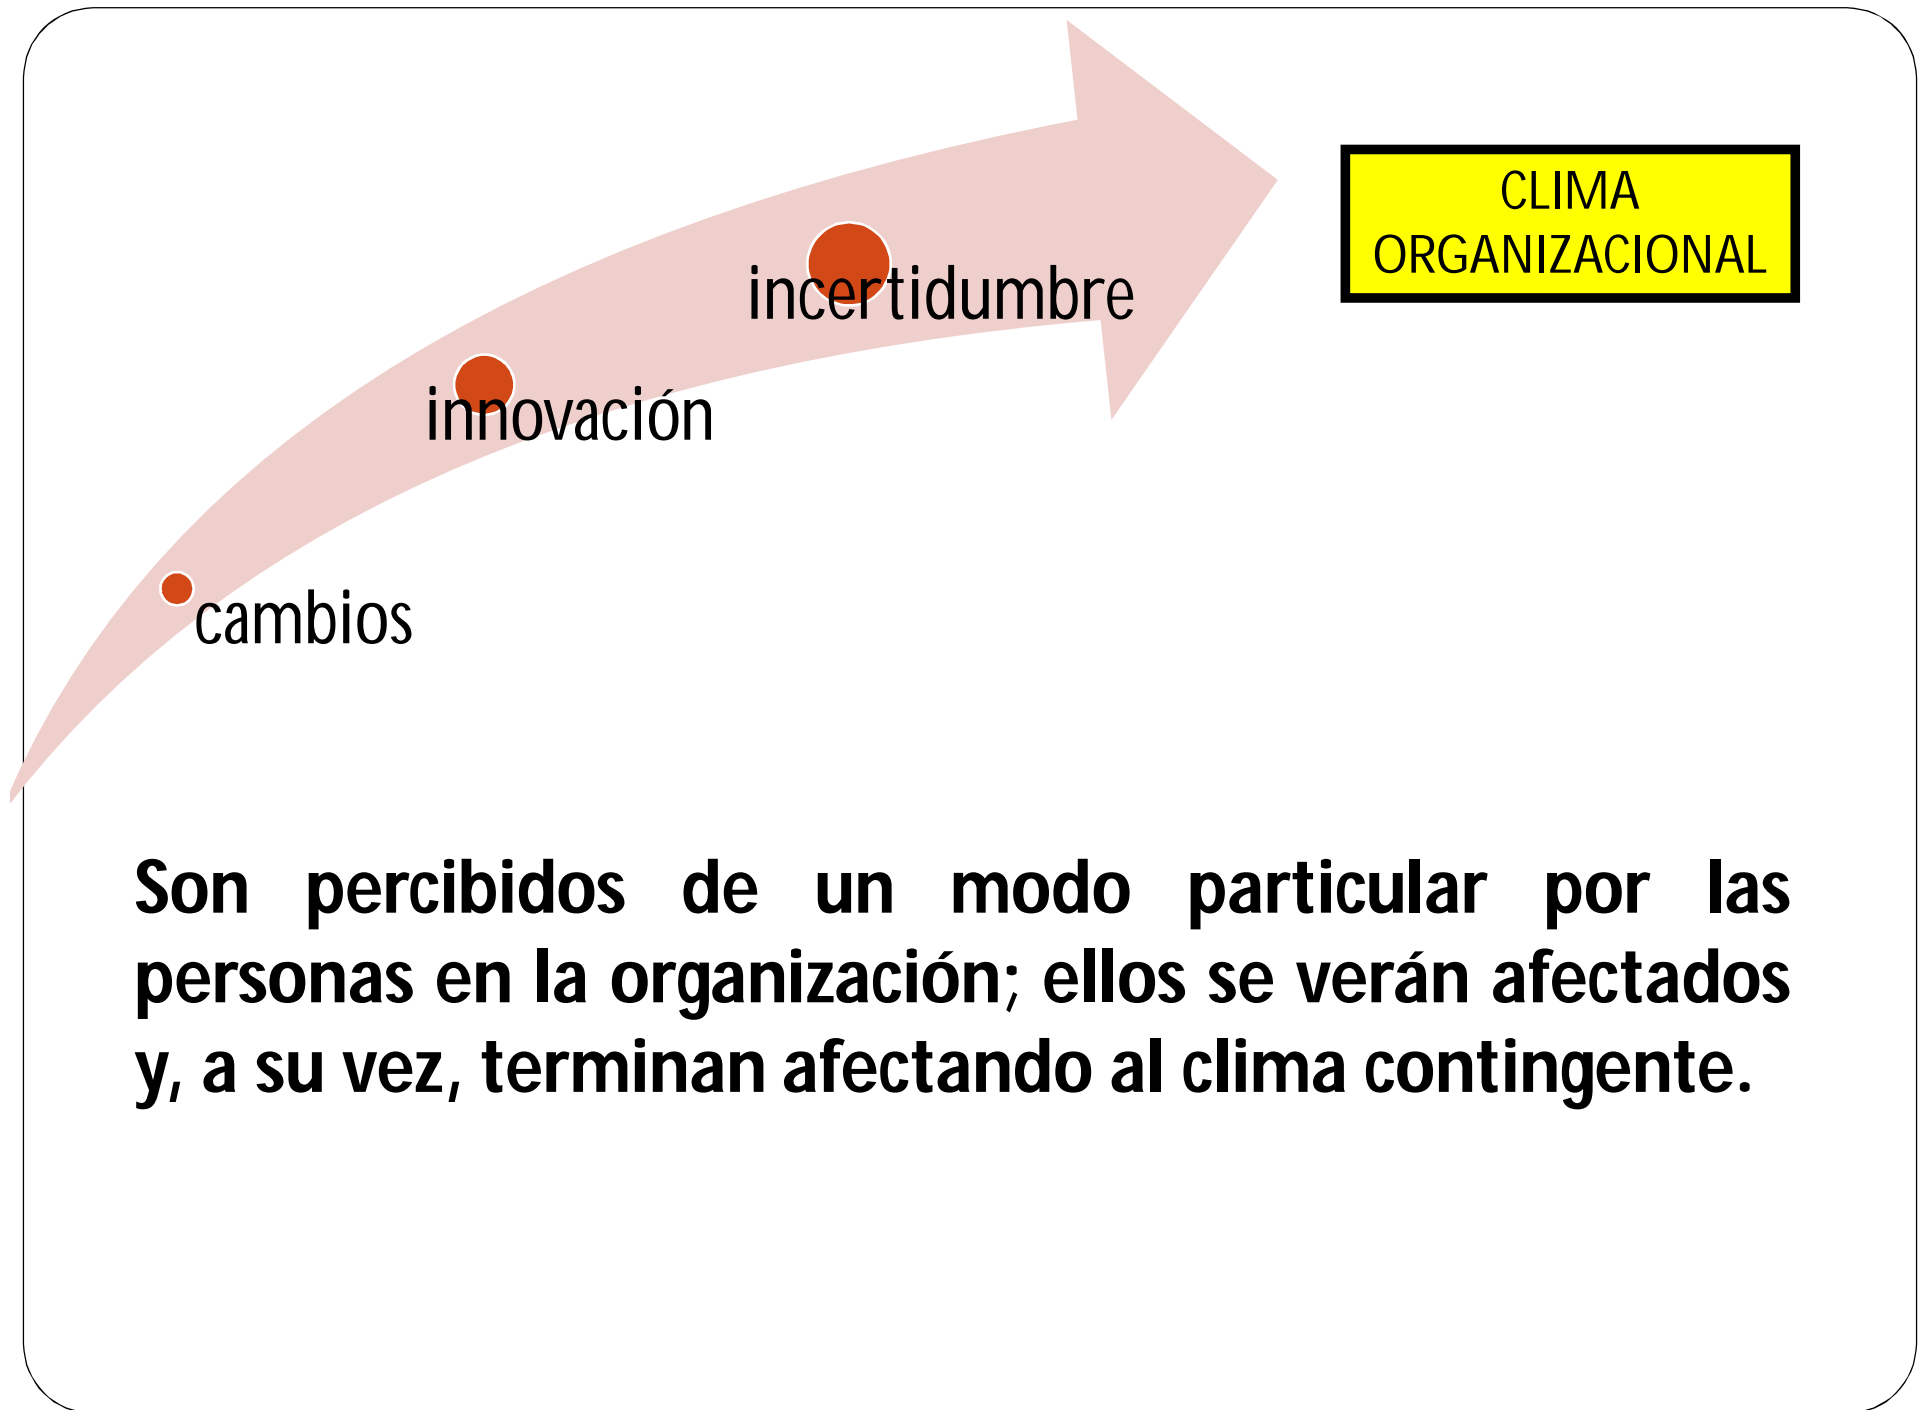 CLIMA
ORGANIZACIONAL
incertidumbre
innovación
cambios
Son percibidos de un modo particular por las
personas en la organización; ellos se verán afectados
y, a su vez, terminan afectando al clima contingente.